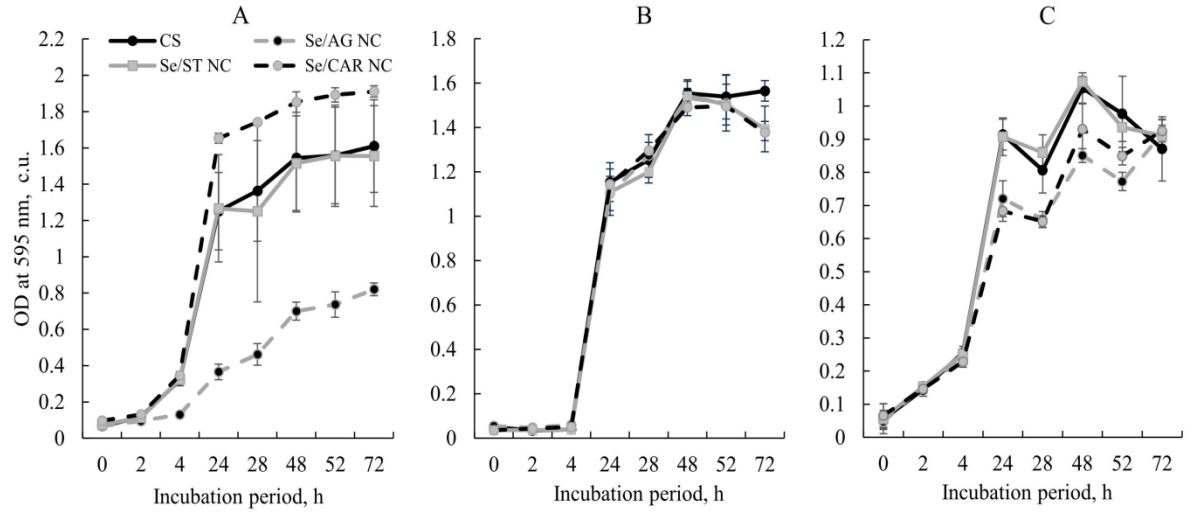 A
B
C
2.2
2
1.8
1.6
1.4
1.2
1
0.8
0.6
0.4
0.2
0
CS
Se/AG NC
Se/ST NC
Se/CAR NC
OD at 595 nm, c.u.
0 2 4 24 28 48 52 72
Incubation period, h
1.8
1.6
1.4
1.2
1
0.8
0.6
0.4
0.2
0
0 2 4 24 28 48 52 72
Incubation period, h
1.2
1.1
1
0.9
0.8
0.7
0.6
0.5
0.4
0.3
0.2
0.1
0
0 2 4 24 28 48 52 72
Incubation period, h